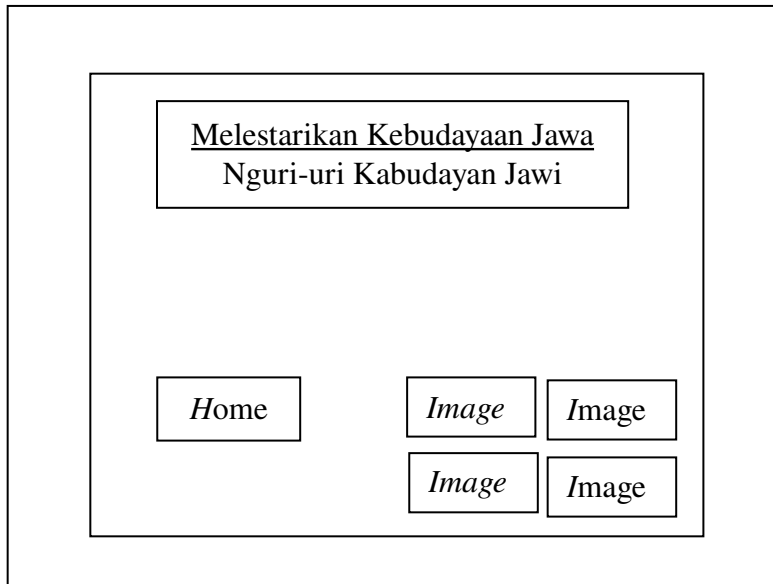 Melestarikan Kebudayaan Jawa
Nguri-uri Kabudayan Jawi
Home
Image
Image
Image
Image